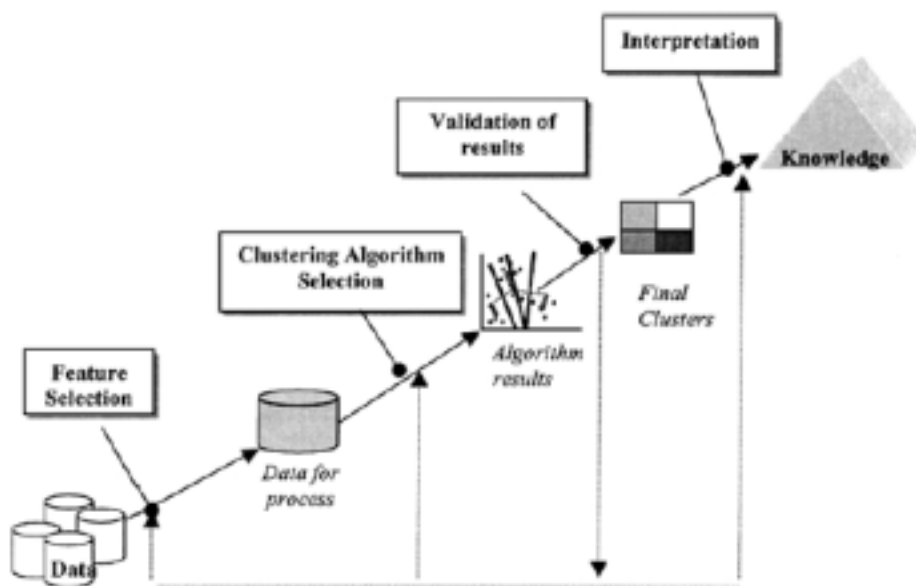 Interpretation
Validation of
results
Knowledge
Clustering Algorithm
Selection
Final
Clusters
Algorithm
results
Feature
Selection
Data for
process
Data